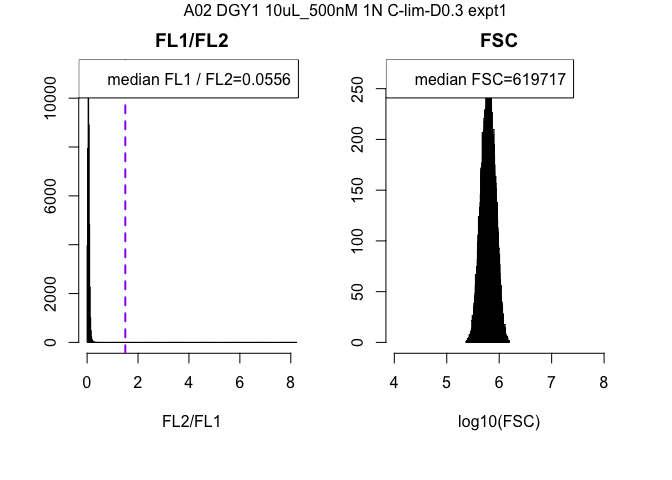 A02 DGY1 10uL_500nM 1N C-lim-D0.3 expt1
FL1/FL2
median FL1 / FL2=0.0556
10000
6000
2000
0
0 2 4 6 8
FL2/FL1
FSC
median FSC=619717
250
200
150
100
50
0
4 5 6 7 8
log10(FSC)